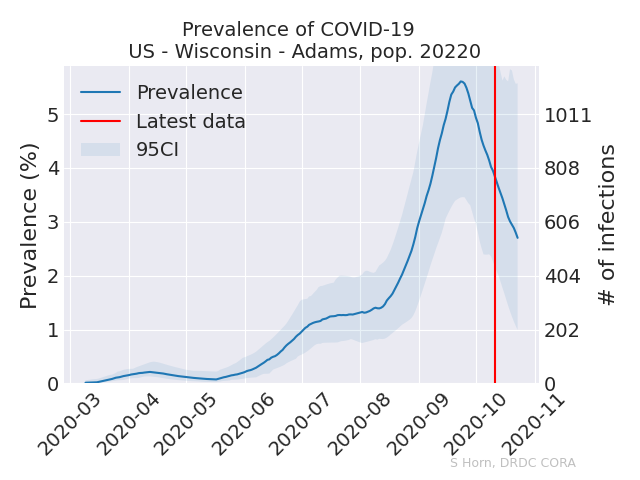 Prevalence of COVID-19
US - Wisconsin - Adams, pop. 20220
Prevalence
Latest data
95CI
Prevalence (%)
5
4
3
2
1
0
1011
808
606
404
202
0
# of infections
2020-03
2020-04
2020-05
2020-06
2020-07
2020-08
2020-09
2020-10
2020-11
S Horn, DRDC CORA